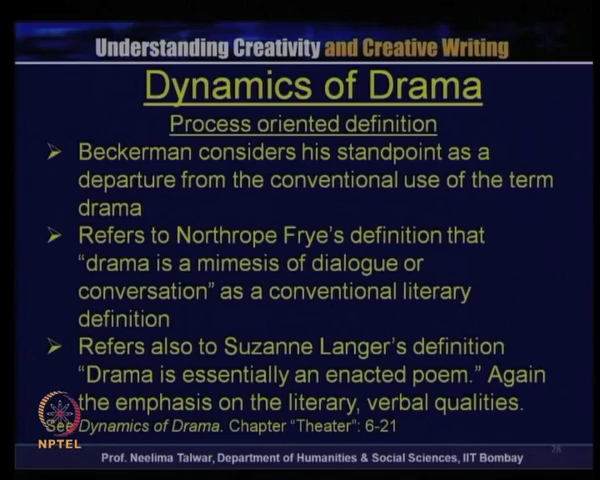 Understanding Creativity and Creative Writing
Dynamics of Drama
Process oriented definition
➢ Beckerman considers his standpoint as a
departure from the conventional use of the term
drama
➢ Refers to Northrope Frye's definition that
“drama is a mimesis of dialogue or
conversation” as a conventional literary
definition
➢ Refers also to Suzanne Langer's definition
“Drama is essentially an enacted poem.” Again
the emphasis on the literary, verbal qualities.
See Dynamics of Drama. Chapter “Theater”: 6-21
NPTEL
28
Prof. Neelima Talwar, Department of Humanities & Social Sciences, IIT Bombay